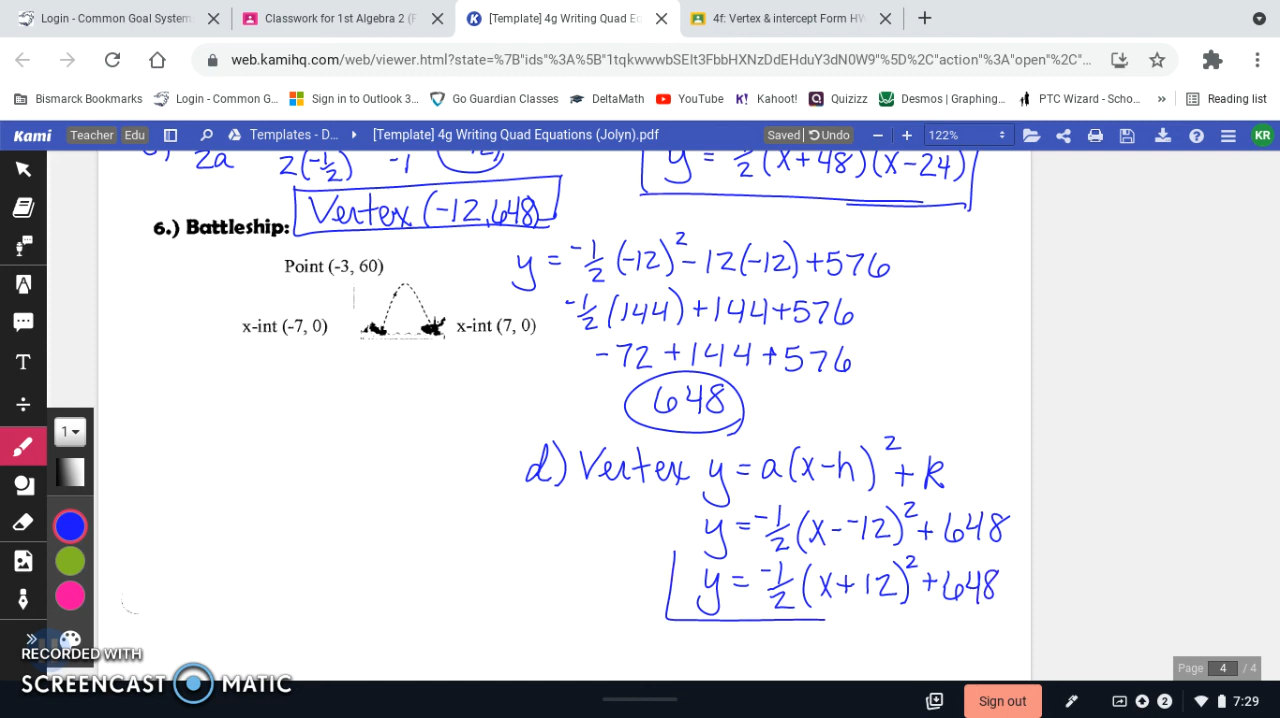 Login - Common Goal System
Classwork for 1st Algebra 2 (F
[Template] 4g Writing Quad Ec
4f: Vertex & intercept Form HW
web.kamihq.com/web/viewer.html?state=%7B"ids"%3A%5B"1tqkwwwbSEIt3FbbHXNzDdEHduY3dN0W9"%5D%2C"action"%3A"open"%2C"...
Bismarck Bookmarks
Login - Common G...
Sign in to Outlook 3...
Go Guardian Classes
DeltaMath
YouTube
Kahoot!
Quizizz
Desmos | Graphing...
PTC Wizard - Scho...
»
Reading list
Kami Teacher Edu
Templates - D...
[Template] 4g Writing Quad Equations (Jolyn).pdf
Saved Undo
122%
KR
2a 2(-1/2) -1
y = 1/2 (x+48)(x-24)
Vertex (-12,648)
6.) Battleship:
Point (-3, 60)
x-int (-7, 0)
x-int (7, 0)
y = -1/2 (-12)² - 12(-12) + 576
-1/2 (144) + 144 + 576
-72 + 144 + 576
648
d) Vertex y = a(x-h)² + k
y = -1/2 (x - -12)² + 648
y = -1/2 (x + 12)² + 648
1
RECORDED WITH
SCREENCAST MATIC
Page 4 / 4
Sign out
2
7:29